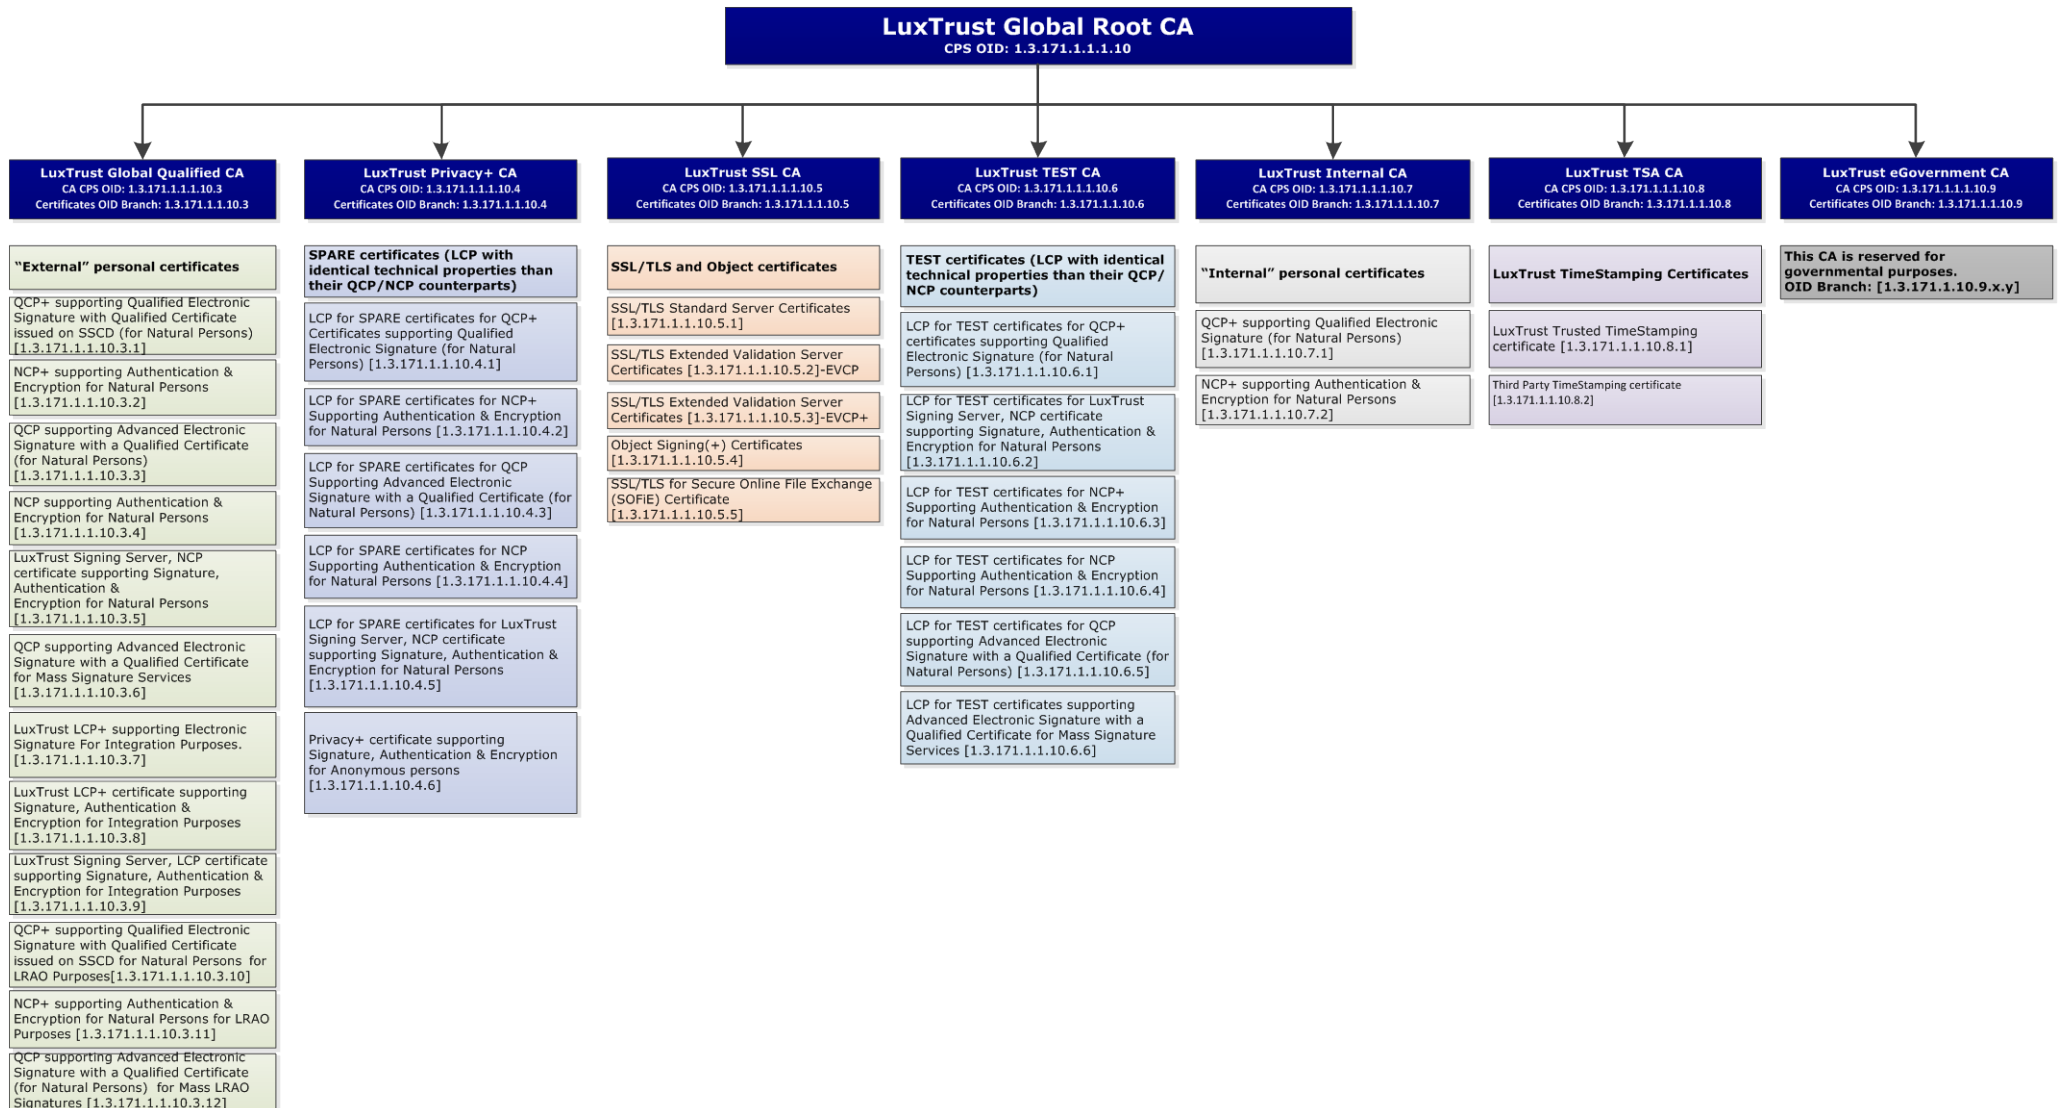 LuxTrust Global Root CA
CPS OID: 1.3.171.1.1.1.10
LuxTrust Global Qualified CA
CA CPS OID: 1.3.171.1.1.1.10.3
Certificates OID Branch: 1.3.171.1.1.10.3
"External" personal certificates
QCP+ supporting Qualified Electronic
Signature with Qualified Certificate
issued on SSCD (for Natural Persons)
[1.3.171.1.1.10.3.1]
NCP+ supporting Authentication &
Encryption for Natural Persons
[1.3.171.1.1.10.3.2]
QCP supporting Advanced Electronic
Signature with a Qualified Certificate
(for Natural Persons)
[1.3.171.1.1.10.3.3]
NCP supporting Authentication &
Encryption for Natural Persons
[1.3.171.1.1.10.3.4]
LuxTrust Signing Server, NCP
certificate supporting Signature,
Authentication &
Encryption for Natural Persons
[1.3.171.1.1.10.3.5]
QCP supporting Advanced Electronic
Signature with a Qualified Certificate
for Mass Signature Services
[1.3.171.1.1.10.3.6]
LuxTrust LCP+ supporting Electronic
Signature For Integration Purposes.
[1.3.171.1.1.10.3.7]
LuxTrust LCP+ certificate supporting
Signature, Authentication &
Encryption for Integration Purposes
[1.3.171.1.1.10.3.8]
LuxTrust Signing Server, LCP certificate
supporting Signature, Authentication &
Encryption for Integration Purposes
[1.3.171.1.1.10.3.9]
QCP+ supporting Qualified Electronic
Signature with Qualified Certificate
issued on SSCD for Natural Persons  for
LRAO Purposes[1.3.171.1.1.10.3.10]
NCP+ supporting Authentication &
Encryption for Natural Persons for LRAO
Purposes [1.3.171.1.1.10.3.11]
QCP supporting Advanced Electronic
Signature with a Qualified Certificate
(for Natural Persons)  for Mass LRAO
Signatures [1.3.171.1.1.10.3.12]
LuxTrust Privacy+ CA
CA CPS OID: 1.3.171.1.1.1.10.4
Certificates OID Branch: 1.3.171.1.1.10.4
SPARE certificates (LCP with
identical technical properties than
their QCP/NCP counterparts)
LCP for SPARE certificates for QCP+
Certificates supporting Qualified
Electronic Signature (for Natural
Persons) [1.3.171.1.1.10.4.1]
LCP for SPARE certificates for NCP+
Supporting Authentication & Encryption
for Natural Persons [1.3.171.1.1.10.4.2]
LCP for SPARE certificates for QCP
Supporting Advanced Electronic
Signature with a Qualified Certificate (for
Natural Persons) [1.3.171.1.1.10.4.3]
LCP for SPARE certificates for NCP
Supporting Authentication & Encryption
for Natural Persons [1.3.171.1.1.10.4.4]
LCP for SPARE certificates for LuxTrust
Signing Server, NCP certificate
supporting Signature, Authentication &
Encryption for Natural Persons
[1.3.171.1.1.10.4.5]
Privacy+ certificate supporting
Signature, Authentication & Encryption
for Anonymous persons
[1.3.171.1.1.10.4.6]
LuxTrust SSL CA
CA CPS OID: 1.3.171.1.1.1.10.5
Certificates OID Branch: 1.3.171.1.1.10.5
SSL/TLS and Object certificates
SSL/TLS Standard Server Certificates
[1.3.171.1.1.10.5.1]
SSL/TLS Extended Validation Server
Certificates [1.3.171.1.1.10.5.2]-EVCP
SSL/TLS Extended Validation Server
Certificates [1.3.171.1.1.10.5.3]-EVCP+
Object Signing(+) Certificates
[1.3.171.1.1.10.5.4]
SSL/TLS for Secure Online File Exchange
(SOFiE) Certificate
[1.3.171.1.1.10.5.5]
LuxTrust TEST CA
CA CPS OID: 1.3.171.1.1.1.10.6
Certificates OID Branch: 1.3.171.1.1.10.6
TEST certificates (LCP with identical
technical properties than their QCP/
NCP counterparts)
LCP for TEST certificates for QCP+
certificates supporting Qualified
Electronic Signature (for Natural
Persons) [1.3.171.1.1.10.6.1]
LCP for TEST certificates for LuxTrust
Signing Server, NCP certificate
supporting Signature, Authentication &
Encryption for Natural Persons
[1.3.171.1.1.10.6.2]
LCP for TEST certificates for NCP+
Supporting Authentication & Encryption
for Natural Persons [1.3.171.1.1.10.6.3]
LCP for TEST certificates for NCP
Supporting Authentication & Encryption
for Natural Persons [1.3.171.1.1.10.6.4]
LCP for TEST certificates for QCP
supporting Advanced Electronic
Signature with a Qualified Certificate (for
Natural Persons) [1.3.171.1.1.10.6.5]
LCP for TEST certificates supporting
Advanced Electronic Signature with a
Qualified Certificate for Mass Signature
Services [1.3.171.1.1.10.6.6]
LuxTrust Internal CA
CA CPS OID: 1.3.171.1.1.1.10.7
Certificates OID Branch: 1.3.171.1.1.10.7
"Internal" personal certificates
QCP+ supporting Qualified Electronic
Signature (for Natural Persons)
[1.3.171.1.1.10.7.1]
NCP+ supporting Authentication &
Encryption for Natural Persons
[1.3.171.1.1.10.7.2]
LuxTrust TSA CA
CA CPS OID: 1.3.171.1.1.1.10.8
Certificates OID Branch: 1.3.171.1.1.10.8
LuxTrust TimeStamping Certificates
LuxTrust Trusted TimeStamping
certificate [1.3.171.1.1.10.8.1]
Third Party TimeStamping certificate
[1.3.171.1.1.10.8.2]
LuxTrust eGovernment CA
CA CPS OID: 1.3.171.1.1.1.10.9
Certificates OID Branch: 1.3.171.1.1.10.9
This CA is reserved for
governmental purposes.
OID Branch: [1.3.171.1.10.9.x.y]